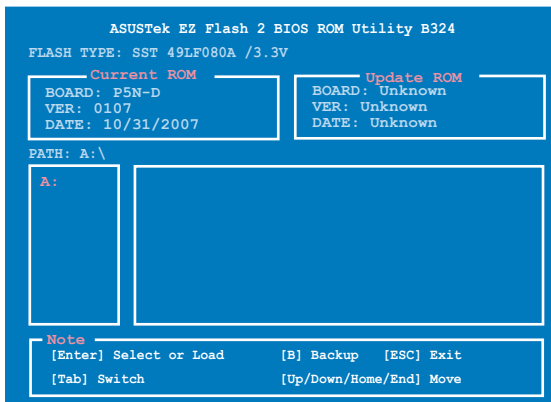 ASUSTek EZ Flash 2 BIOS ROM Utility B324
FLASH TYPE: SST 49LF080A /3.3V
Current ROM
BOARD: P5N-D
VER: 0107
DATE: 10/31/2007
Update ROM
BOARD: Unknown
VER: Unknown
DATE: Unknown
PATH: A:\
A:
Note
[Enter] Select or Load [B] Backup [ESC] Exit
[Tab] Switch [Up/Down/Home/End] Move